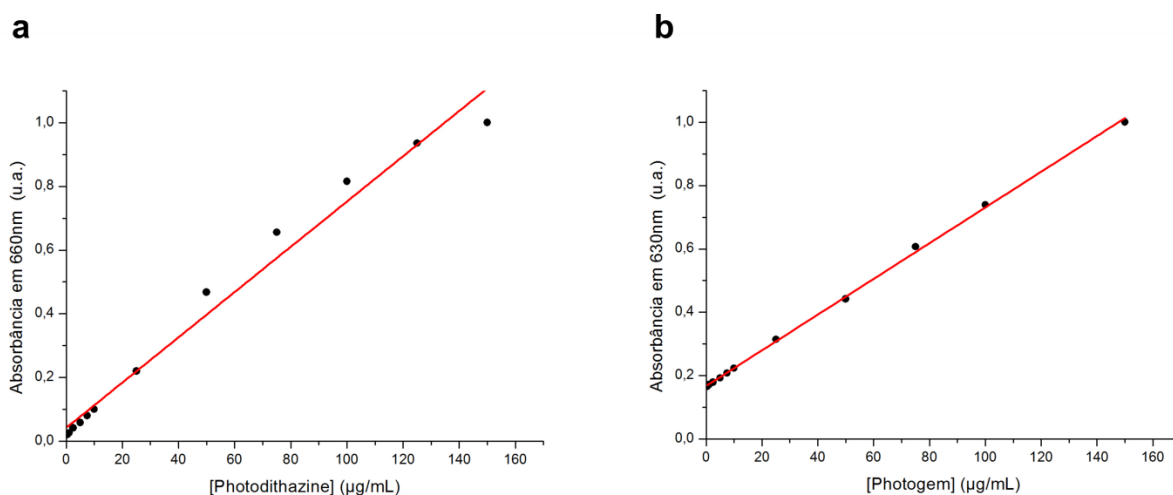 a
Absorbância em 660nm (u.a.)
1,0
0,8
0,6
0,4
0,2
0,0
0 20 40 60 80 100 120 140 160
[Photodithazine] (µg/mL)
b
Absorbância em 630nm (u.a.)
1,0
0,8
0,6
0,4
0,2
0,0
0 20 40 60 80 100 120 140 160
[Photogem] (µg/mL)